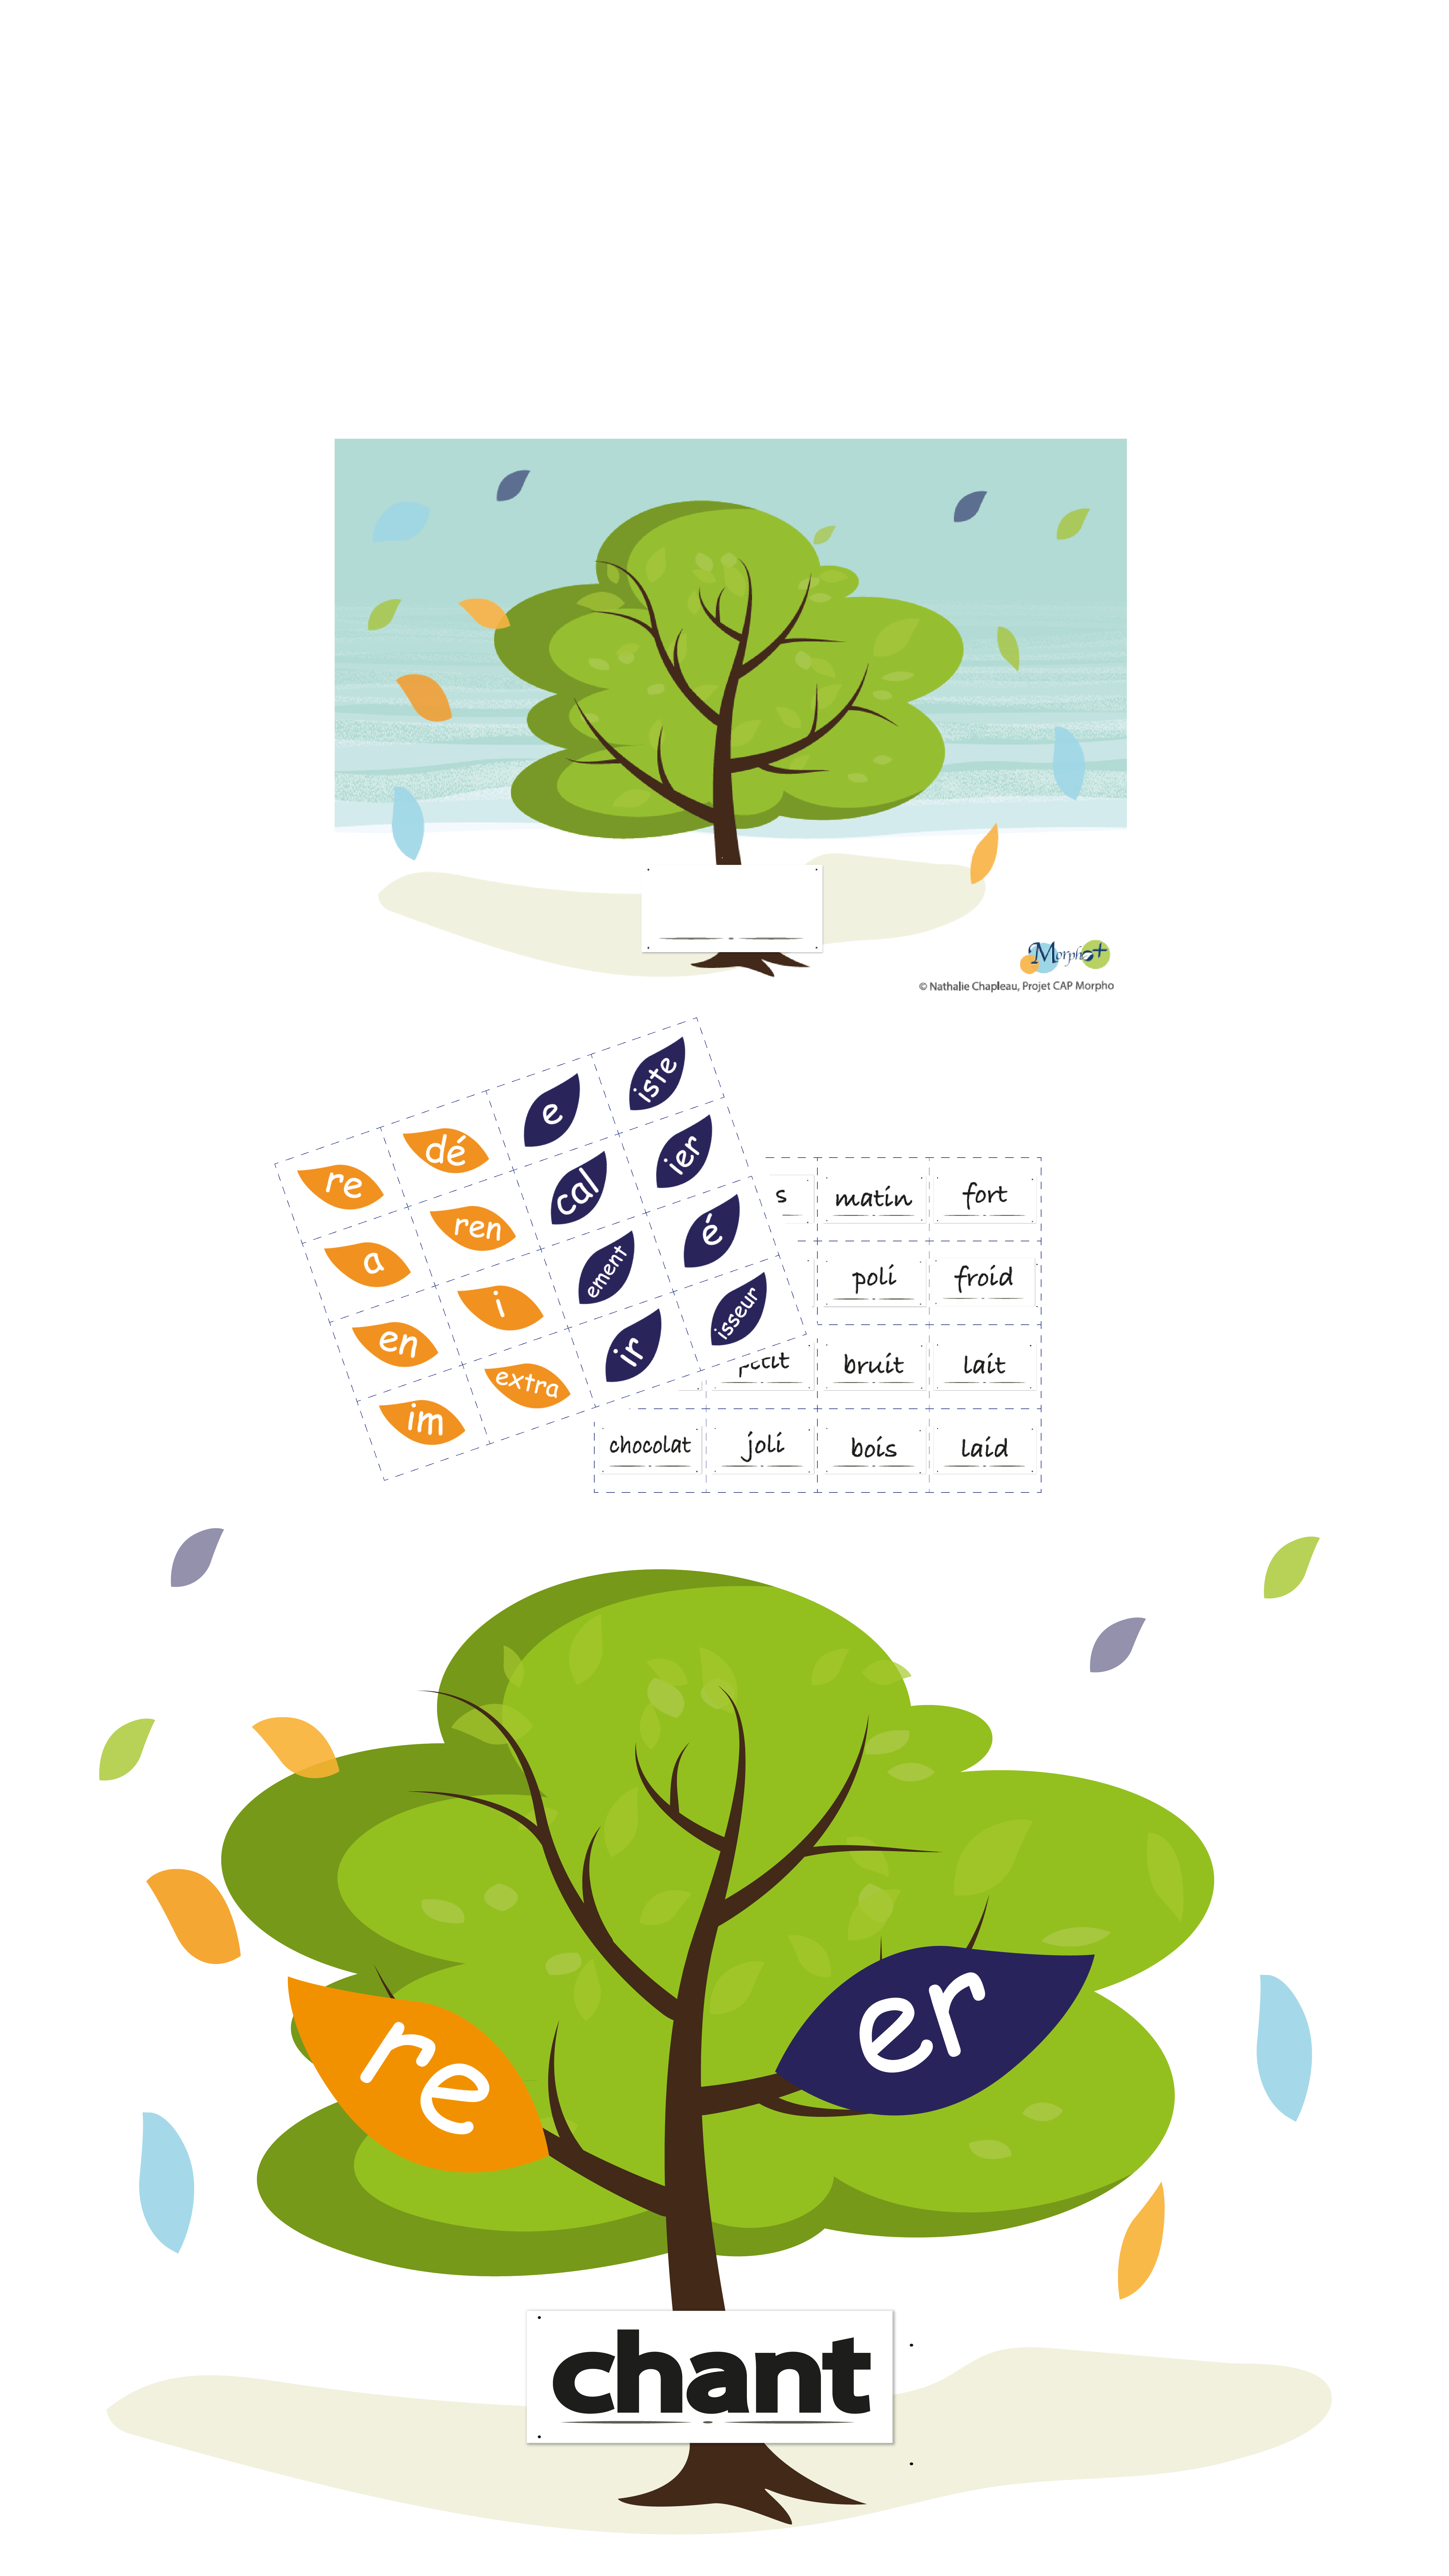 Morpho+
© Nathalie Chapleau, Projet CAP Morpho
re
dé
e
iste
a
ren
cal
ier
en
i
ement
é
im
extra
ir
isseur
s
matin
fort
poli
froid
petit
bruit
lait
chocolat
joli
bois
laid
re
er
chant